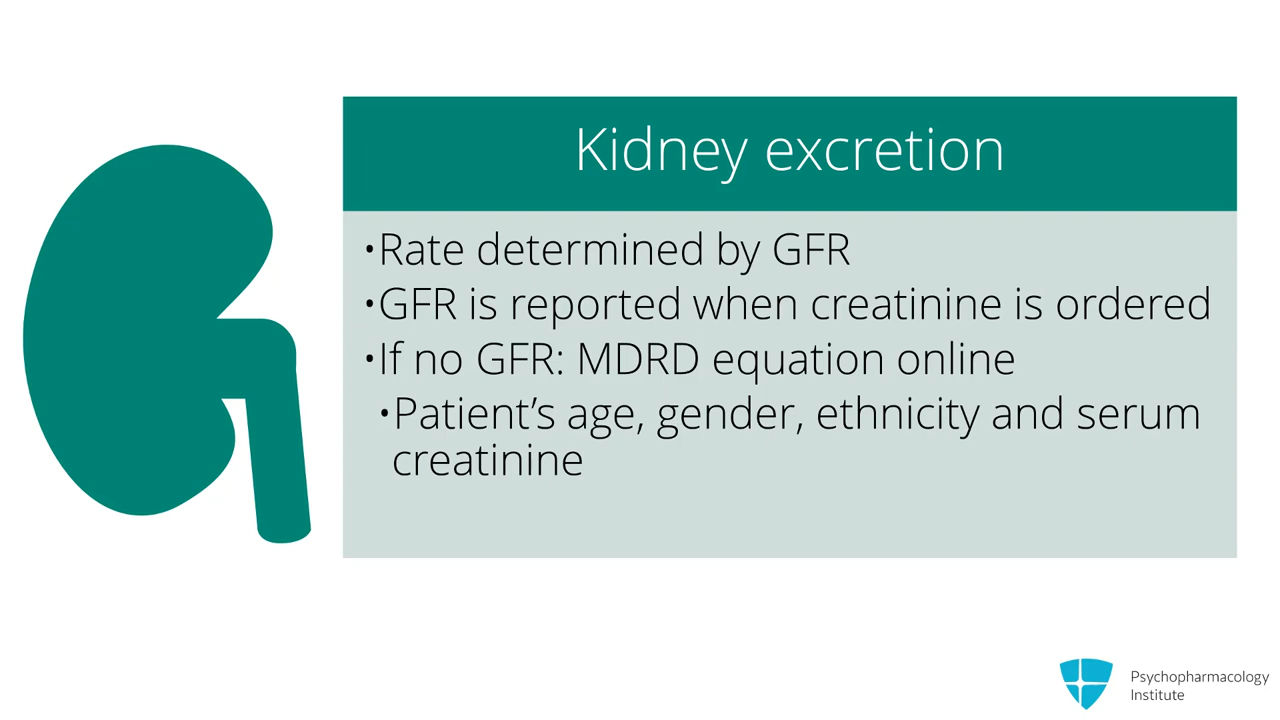 Kidney excretion
•Rate determined by GFR
•GFR is reported when creatinine is ordered
•If no GFR: MDRD equation online
•Patient’s age, gender, ethnicity and serum
creatinine
Psychopharmacology
Institute